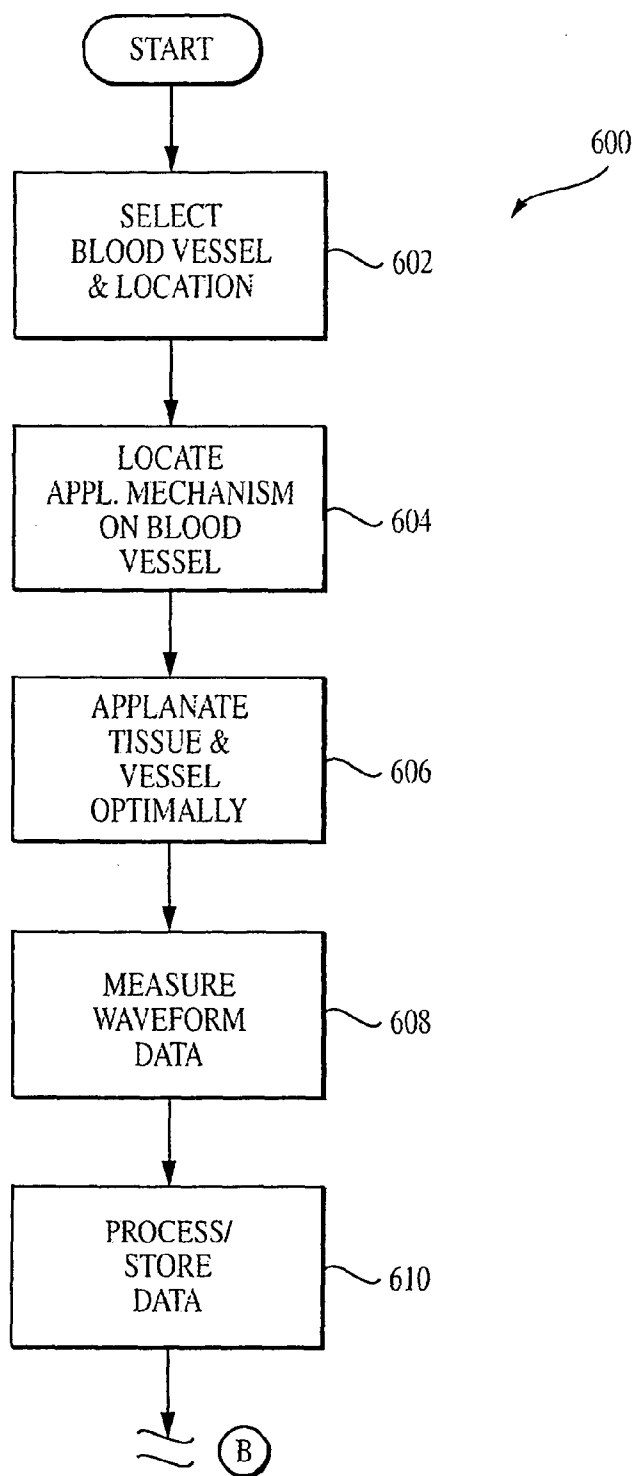 START
600
SELECT
BLOOD VESSEL
& LOCATION
602
LOCATE
APPL. MECHANISM
ON BLOOD
VESSEL
604
APPLANATE
TISSUE &
VESSEL
OPTIMALLY
606
MEASURE
WAVEFORM
DATA
608
PROCESS/
STORE
DATA
610
B